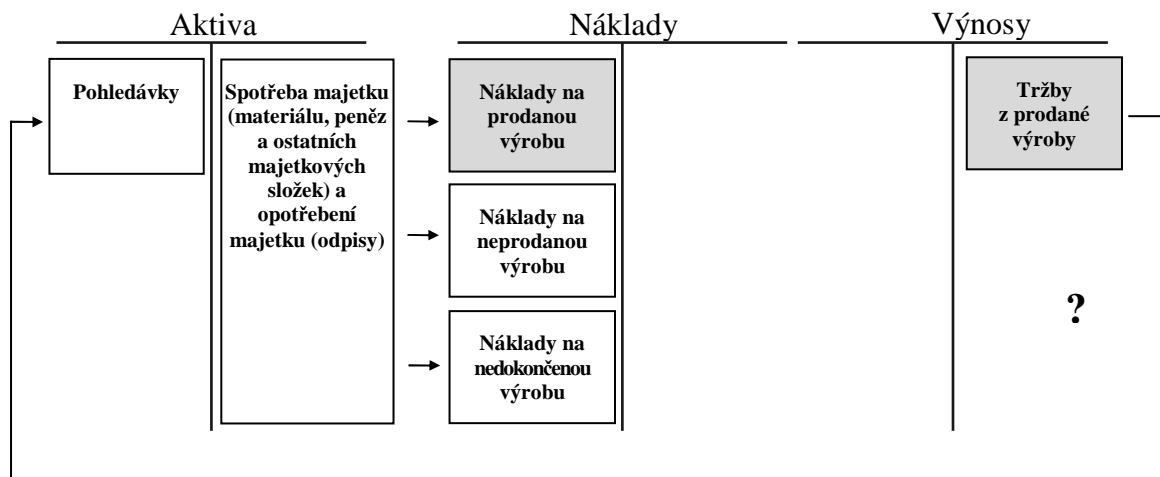 Aktiva
Náklady
Výnosy
Pohledávky
Spotřeba majetku
(materiálu, peněz
a ostatních
majetkových
složek) a
opotřebení
majetku (odpisy)
Náklady na
prodanou
výrobu
Náklady na
neprodanou
výrobu
Náklady na
nedokončenou
výrobu
Tržby
z prodané
výroby
?